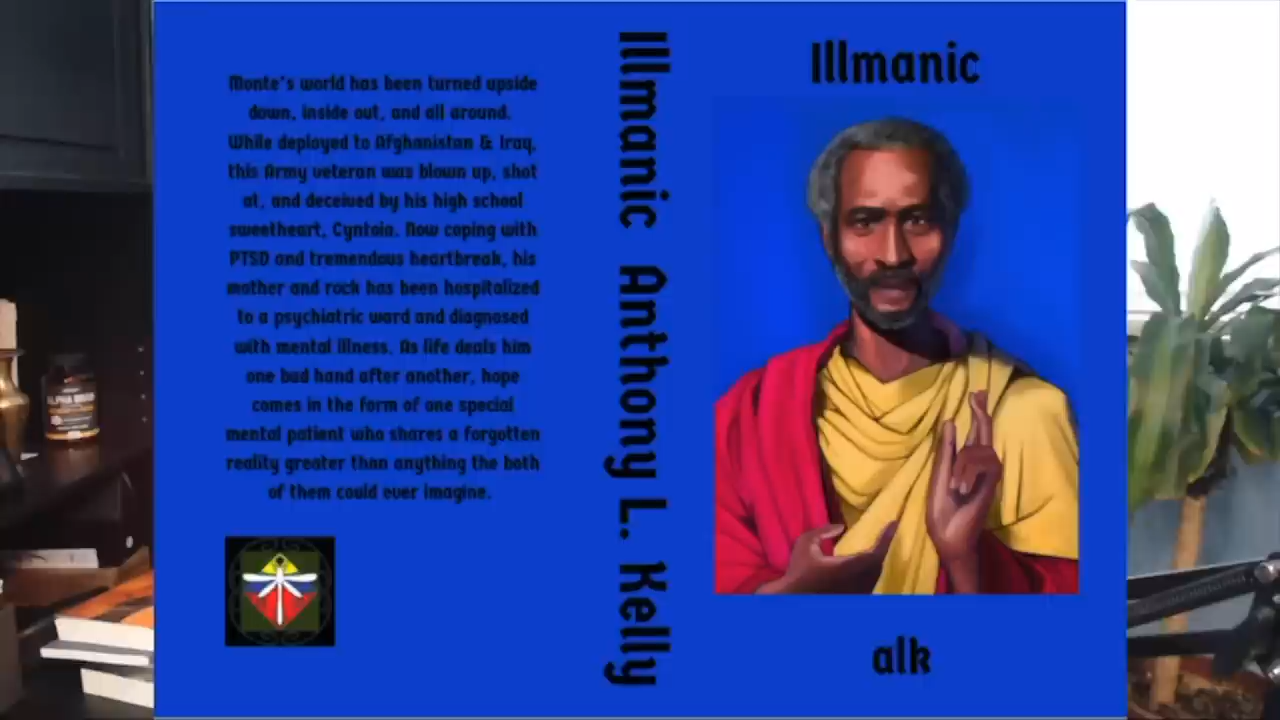 Monte's world has been turned upside
down, inside out, and all around.
While deployed to Afghanistan & Iraq,
this Army veteran was blown up, shot
at, and deceived by his high school
sweetheart, Cyntoia. Now coping with
PTSD and tremendous heartbreak, his
mother and rock has been hospitalized
to a psychiatric ward and diagnosed
with mental illness. As life deals him
one bad hand after another, hope
comes in the form of one special
mental patient who shares a forgotten
reality greater than anything the both
of them could ever imagine.
Illmanic Anthony L. Kelly
Illmanic
alk
ALPHA BRAIN